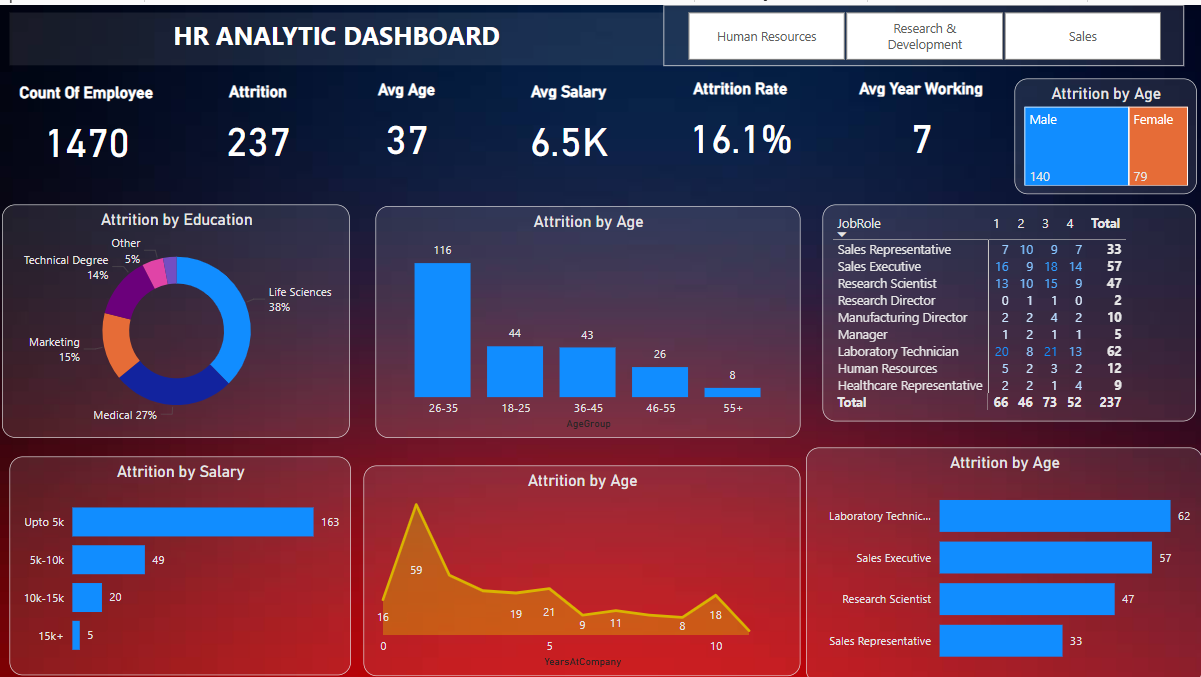 HR ANALYTIC DASHBOARD
Human Resources
Research &
Development
Sales
Count Of Employee
1470
Attrition
237
Avg Age
37
Avg Salary
6.5K
Attrition Rate
16.1%
Avg Year Working
7
Attrition by Age
Male
Female
140
79
Attrition by Education
Other
5%
Technical Degree
14%
Life Sciences
38%
Marketing
15%
Medical 27%
Attrition by Age
116
44
43
26
8
26-35
18-25
36-45
46-55
55+
AgeGroup
JobRole 1 2 3 4 Total
Sales Representative 7 10 9 7 33
Sales Executive 16 9 18 14 57
Research Scientist 13 10 15 9 47
Research Director 0 1 1 0 2
Manufacturing Director 2 2 4 2 10
Manager 1 2 1 1 5
Laboratory Technician 20 8 21 13 62
Human Resources 5 2 3 2 12
Healthcare Representative 2 2 1 4 9
Total 66 46 73 52 237
Attrition by Salary
Upto 5k 163
5k-10k 49
10k-15k 20
15k+ 5
Attrition by Age
59
16
19
21
9
11
8
18
0
5
10
YearsAtCompany
Attrition by Age
Laboratory Technic... 62
Sales Executive 57
Research Scientist 47
Sales Representative 33